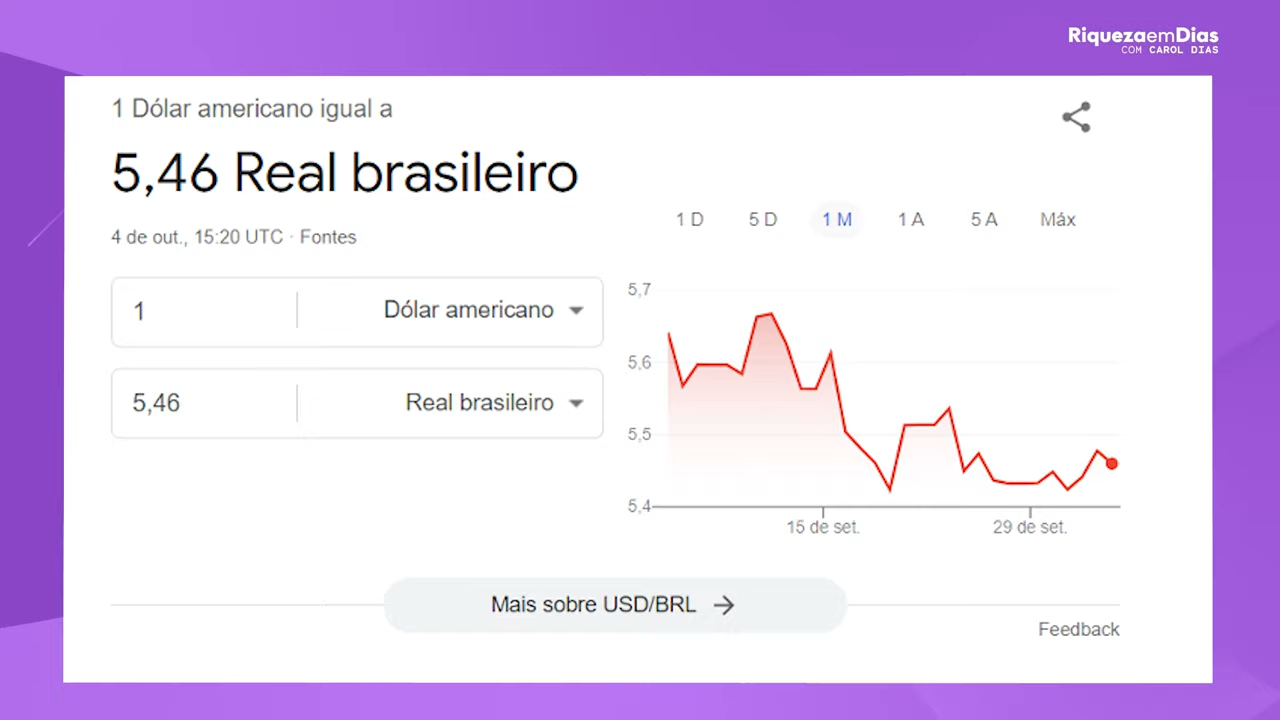 RiquezaemDias
COM CAROL DIAS
1 Dólar americano igual a
5,46 Real brasileiro
4 de out., 15:20 UTC · Fontes
1 Dólar americano
5,46 Real brasileiro
1 D 5 D 1 M 1 A 5 A Máx
5,7
5,6
5,5
5,4
15 de set. 29 de set.
Mais sobre USD/BRL →
Feedback